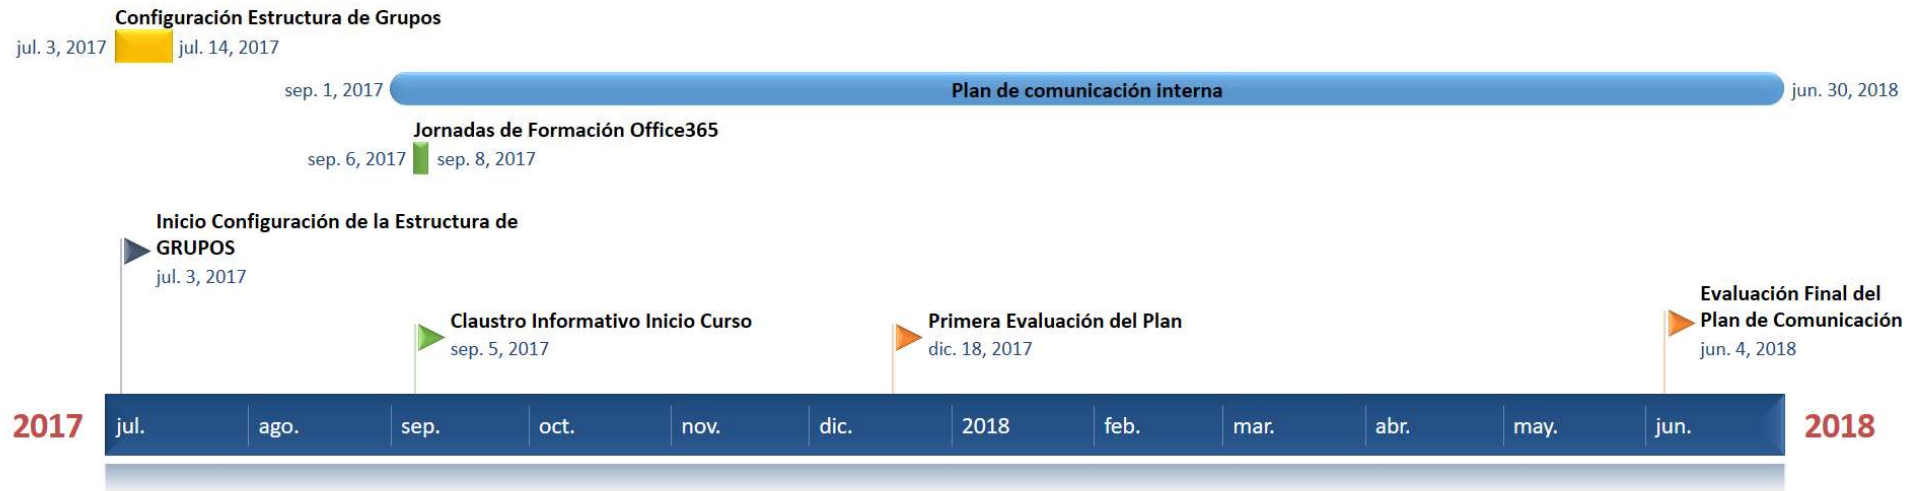 Configuración Estructura de Grupos
jul. 3, 2017 jul. 14, 2017
sep. 1, 2017 Plan de comunicación interna jun. 30, 2018
Jornadas de Formación Office365
sep. 6, 2017 sep. 8, 2017
Inicio Configuración de la Estructura de
GRUPOS
jul. 3, 2017
Claustro Informativo Inicio Curso
sep. 5, 2017
Primera Evaluación del Plan
dic. 18, 2017
Evaluación Final del
Plan de Comunicación
jun. 4, 2018
2017 jul. ago. sep. oct. nov. dic. 2018 feb. mar. abr. may. jun. 2018